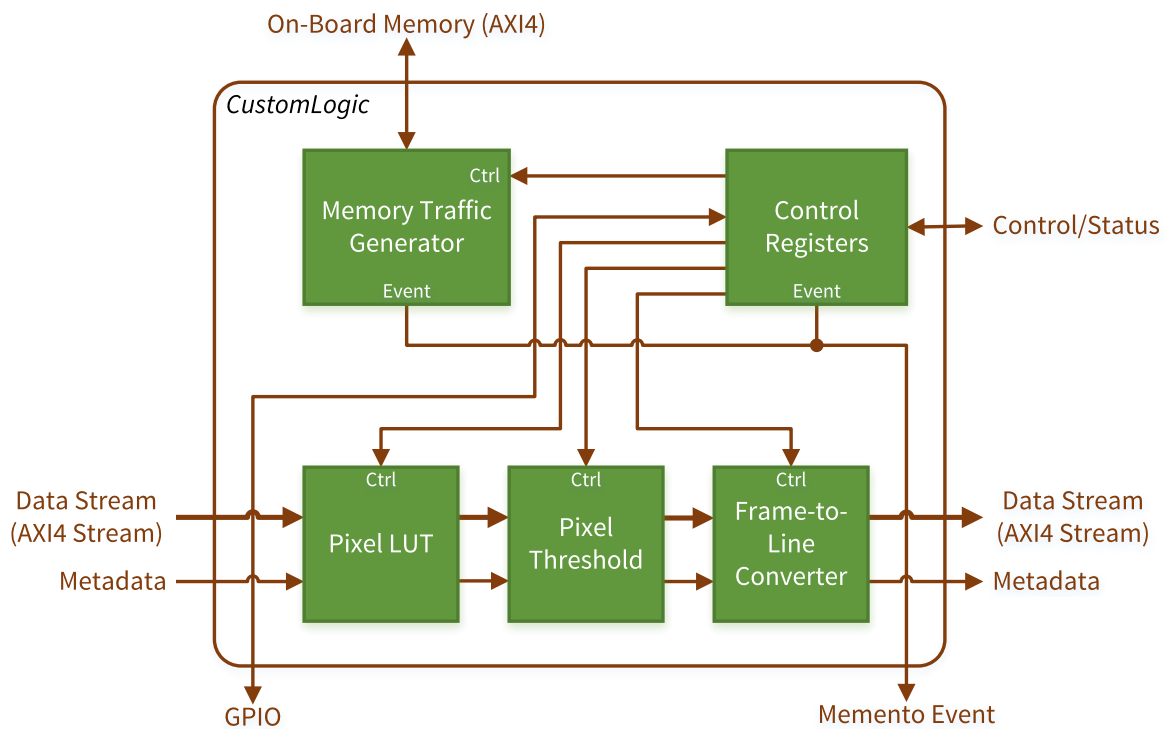 On-Board Memory (AXI4)
CustomLogic
Ctrl
Memory Traffic
Generator
Event
Control
Registers
Event
Control/Status
Data Stream
(AXI4 Stream)
Metadata
Ctrl
Pixel LUT
Ctrl
Pixel
Threshold
Ctrl
Frame-to-
Line
Converter
Data Stream
(AXI4 Stream)
Metadata
GPIO
Memento Event